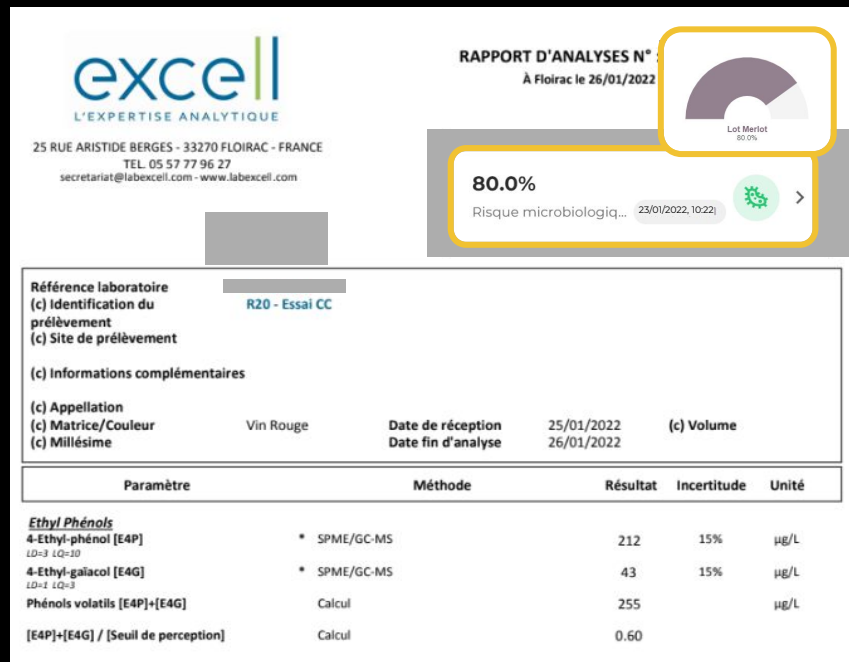 excell
L'EXPERTISE ANALYTIQUE
25 RUE ARISTIDE BERGES - 33270 FLOIRAC - FRANCE
TEL. 05 57 77 96 27
secretariat@labexcell.com - www.labexcell.com
RAPPORT D'ANALYSES N° :
À Floirac le 26/01/2022
Lot Merlot
80.0%
80.0%
Risque microbiologiq... 23/01/2022, 10:22
Référence laboratoire
(c) Identification du R20 - Essai CC
prélèvement
(c) Site de prélèvement
(c) Informations complémentaires
(c) Appellation
(c) Matrice/Couleur Vin Rouge Date de réception 25/01/2022 (c) Volume
(c) Millésime Date fin d'analyse 26/01/2022
Paramètre Méthode Résultat Incertitude Unité
Ethyl Phénols
4-Ethyl-phénol [E4P] * SPME/GC-MS 212 15% µg/L
LD=3 LQ=10
4-Ethyl-gaïacol [E4G] * SPME/GC-MS 43 15% µg/L
LD=1 LQ=3
Phénols volatils [E4P]+[E4G] Calcul 255 µg/L
[E4P]+[E4G] / [Seuil de perception] Calcul 0.60